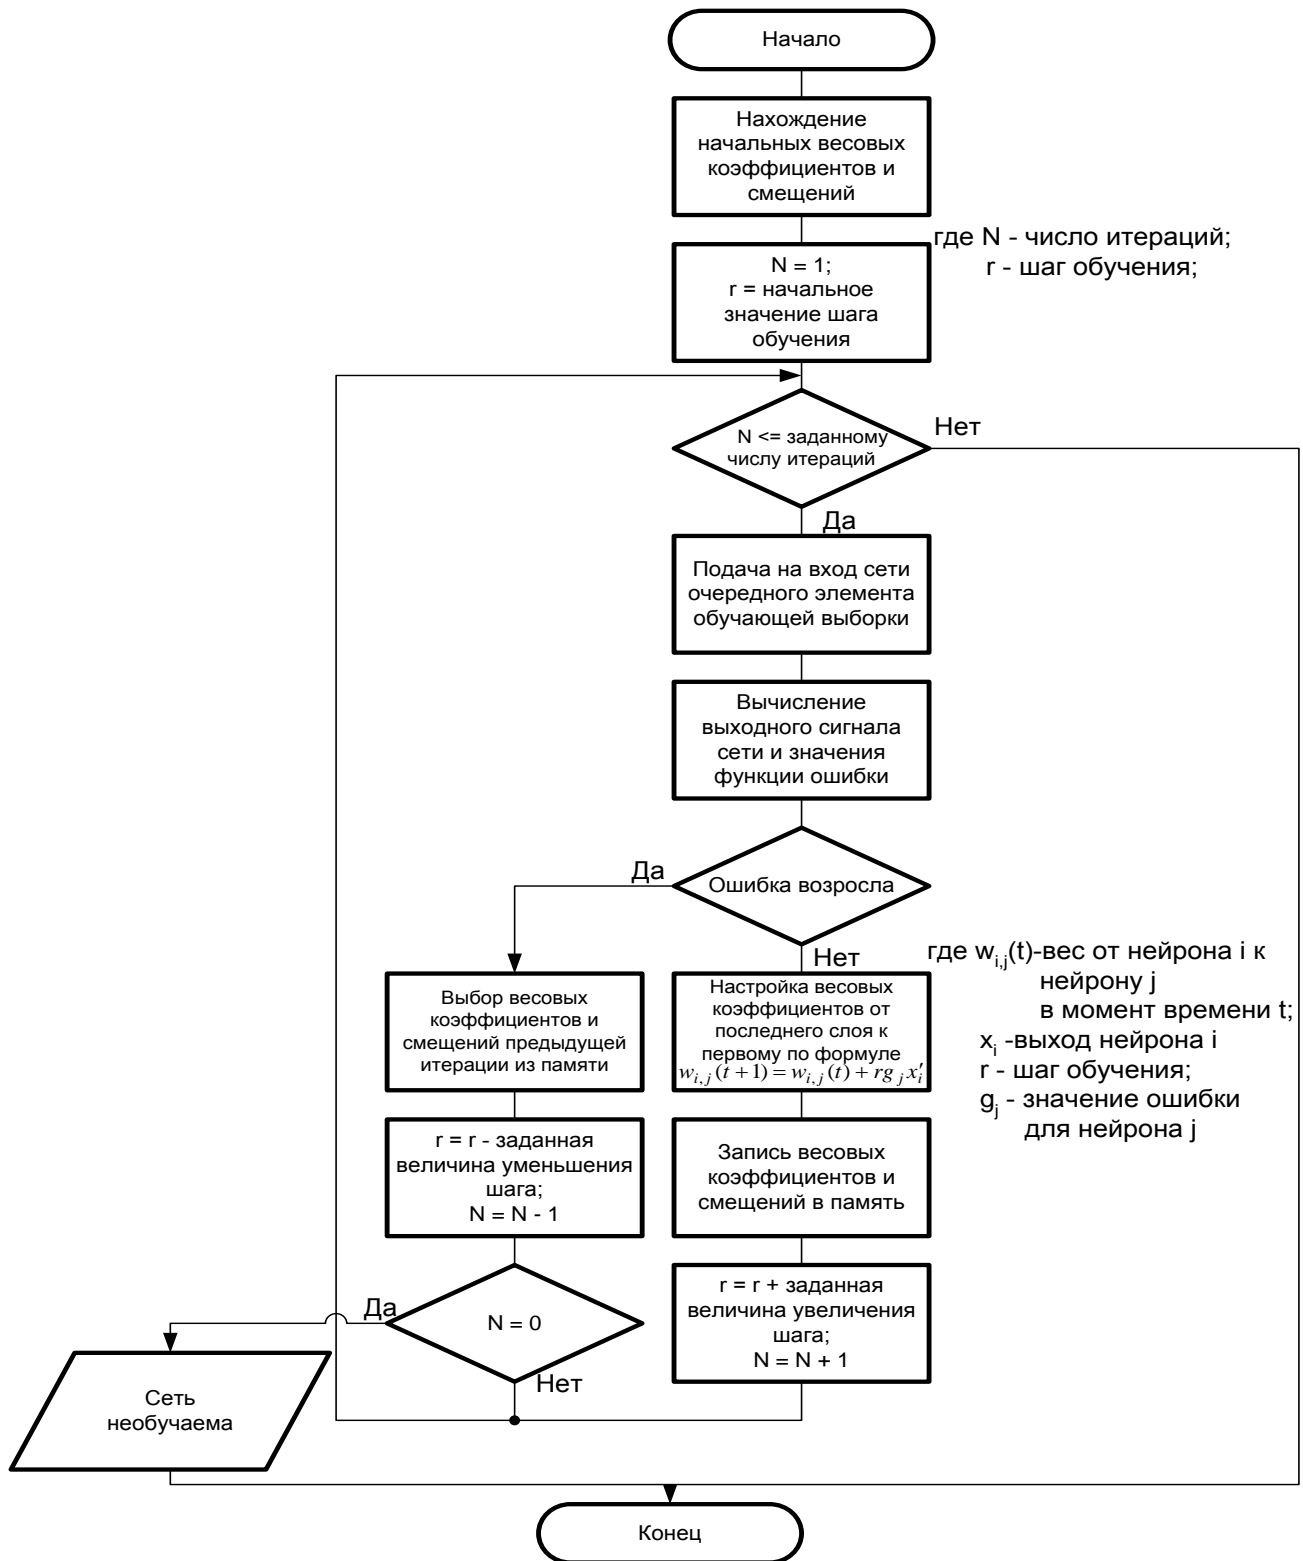 Начало
Нахождение
начальных весовых
коэффициентов и
смещений
где N - число итераций;
r - шаг обучения;
N = 1;
r = начальное
значение шага
обучения
N <= заданному
числу итераций
Нет
Да
Подача на вход сети
очередного элемента
обучающей выборки
Вычисление
выходного сигнала
сети и значения
функции ошибки
Ошибка возросла
Да
Нет
Выбор весовых
коэффициентов и
смещений предыдущей
итерации из памяти
Настройка весовых
коэффициентов от
последнего слоя к
первому по формуле
w_{i,j}(t+1) = w_{i,j}(t) + rg_j x'_i
где w_{i,j}(t)-вес от нейрона i к
нейрону j
в момент времени t;
x_i -выход нейрона i
r - шаг обучения;
g_j - значение ошибки
для нейрона j
r = r - заданная
величина уменьшения
шага;
N = N - 1
Запись весовых
коэффициентов и
смещений в память
N = 0
Да
Нет
r = r + заданная
величина увеличения
шага;
N = N + 1
Сеть
необучаема
Конец